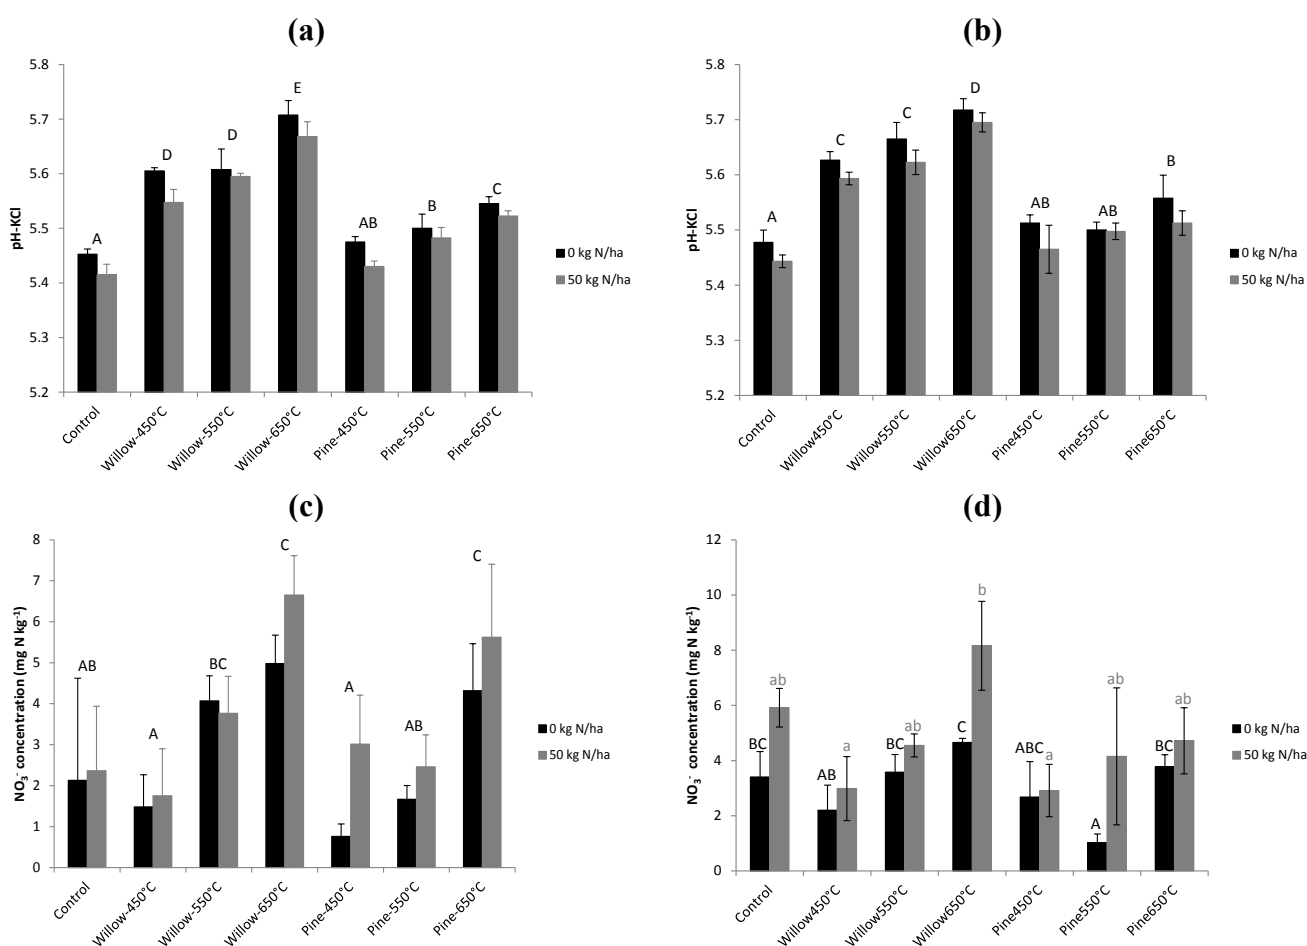 (a)
5.8
5.7
5.6
5.5
5.4
5.3
5.2
pH-KCl
A
D
D
E
AB
B
C
Control
Willow-450°C
Willow-550°C
Willow-650°C
Pine-450°C
Pine-550°C
Pine-650°C
0 kg N/ha
50 kg N/ha
(b)
5.8
5.7
5.6
5.5
5.4
5.3
5.2
pH-KCl
A
C
C
D
AB
AB
B
Control
Willow450°C
Willow550°C
Willow650°C
Pine450°C
Pine550°C
Pine650°C
0 kg N/ha
50 kg N/ha
(c)
8
7
6
5
4
3
2
1
0
NO₃⁻ concentration (mg N kg⁻¹)
AB
A
BC
C
A
AB
C
Control
Willow-450°C
Willow-550°C
Willow-650°C
Pine-450°C
Pine-550°C
Pine-650°C
0 kg N/ha
50 kg N/ha
(d)
12
10
8
6
4
2
0
NO₃⁻ concentration (mg N kg⁻¹)
BC
ab
AB
a
BC
ab
C
b
ABC
a
A
ab
BC
ab
Control
Willow450°C
Willow550°C
Willow650°C
Pine450°C
Pine550°C
Pine650°C
0 kg N/ha
50 kg N/ha